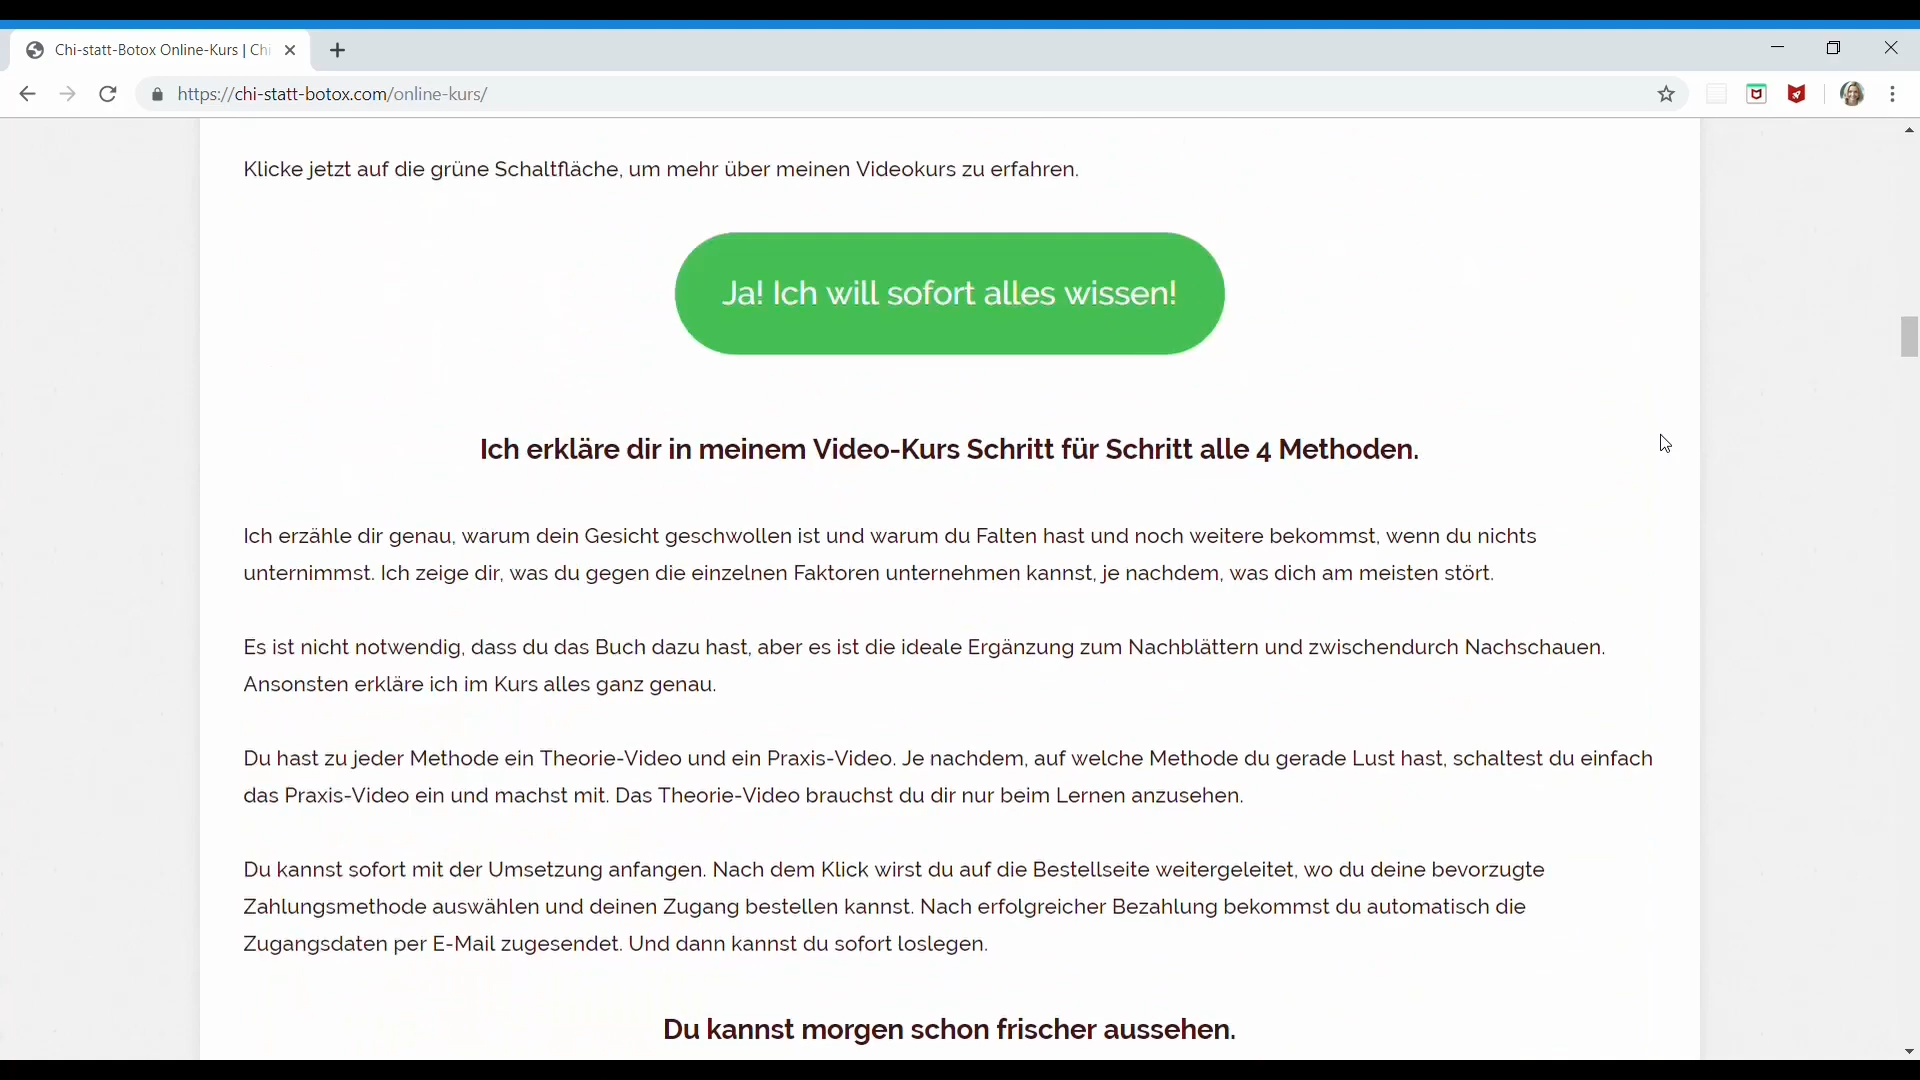 Chi-statt-Botox Online-Kurs | Chi
https://chi-statt-botox.com/online-kurs/
Klicke jetzt auf die grüne Schaltfläche, um mehr über meinen Videokurs zu erfahren.
Ja! Ich will sofort alles wissen!
Ich erkläre dir in meinem Video-Kurs Schritt für Schritt alle 4 Methoden.
Ich erzähle dir genau, warum dein Gesicht geschwollen ist und warum du Falten hast und noch weitere bekommst, wenn du nichts
unternimmst. Ich zeige dir, was du gegen die einzelnen Faktoren unternehmen kannst, je nachdem, was dich am meisten stört.
Es ist nicht notwendig, dass du das Buch dazu hast, aber es ist die ideale Ergänzung zum Nachblättern und zwischendurch Nachschauen.
Ansonsten erkläre ich im Kurs alles ganz genau.
Du hast zu jeder Methode ein Theorie-Video und ein Praxis-Video. Je nachdem, auf welche Methode du gerade Lust hast, schaltest du einfach
das Praxis-Video ein und machst mit. Das Theorie-Video brauchst du dir nur beim Lernen anzusehen.
Du kannst sofort mit der Umsetzung anfangen. Nach dem Klick wirst du auf die Bestellseite weitergeleitet, wo du deine bevorzugte
Zahlungsmethode auswählen und deinen Zugang bestellen kannst. Nach erfolgreicher Bezahlung bekommst du automatisch die
Zugangsdaten per E-Mail zugesendet. Und dann kannst du sofort loslegen.
Du kannst morgen schon frischer aussehen.